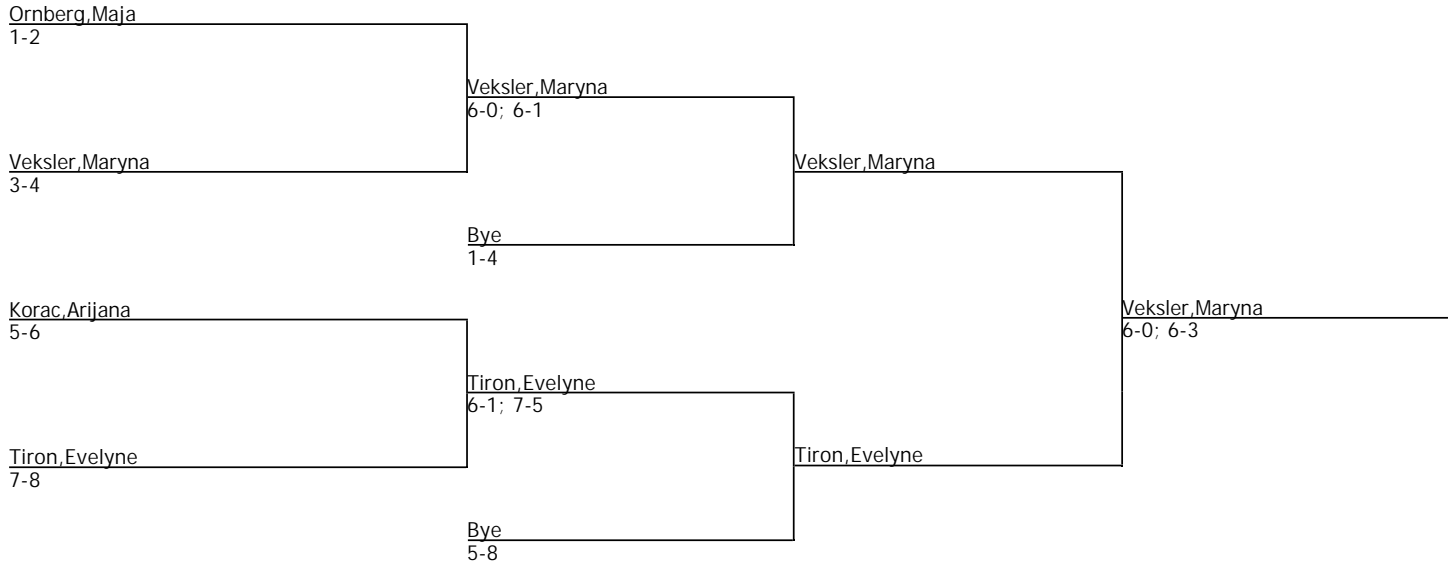 Ornberg,Maja
1-2
Veksler,Maryna
6-0; 6-1
Veksler,Maryna
3-4
Veksler,Maryna
Bye
1-4
Korac,Arijana
5-6
Veksler,Maryna
6-0; 6-3
Tiron,Evelyne
6-1; 7-5
Tiron,Evelyne
7-8
Tiron,Evelyne
Bye
5-8